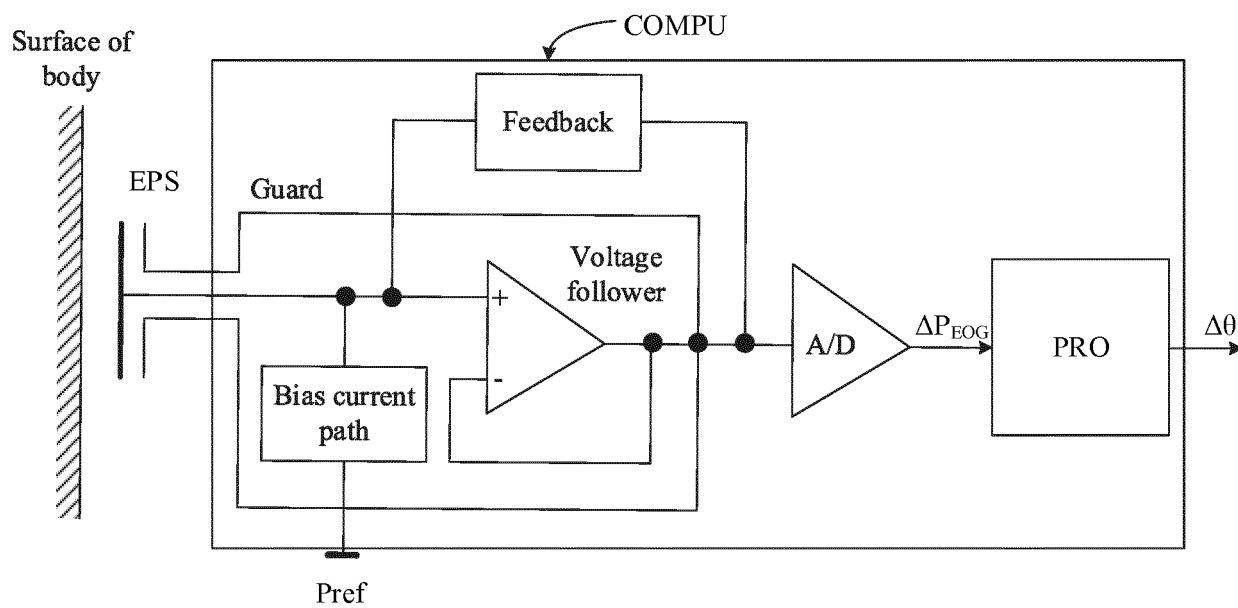 COMPU
Surface of
body
Feedback
EPS
Guard
Voltage
follower
+
-
A/D
ΔP_EOG
PRO
Δθ
Bias current
path
Pref